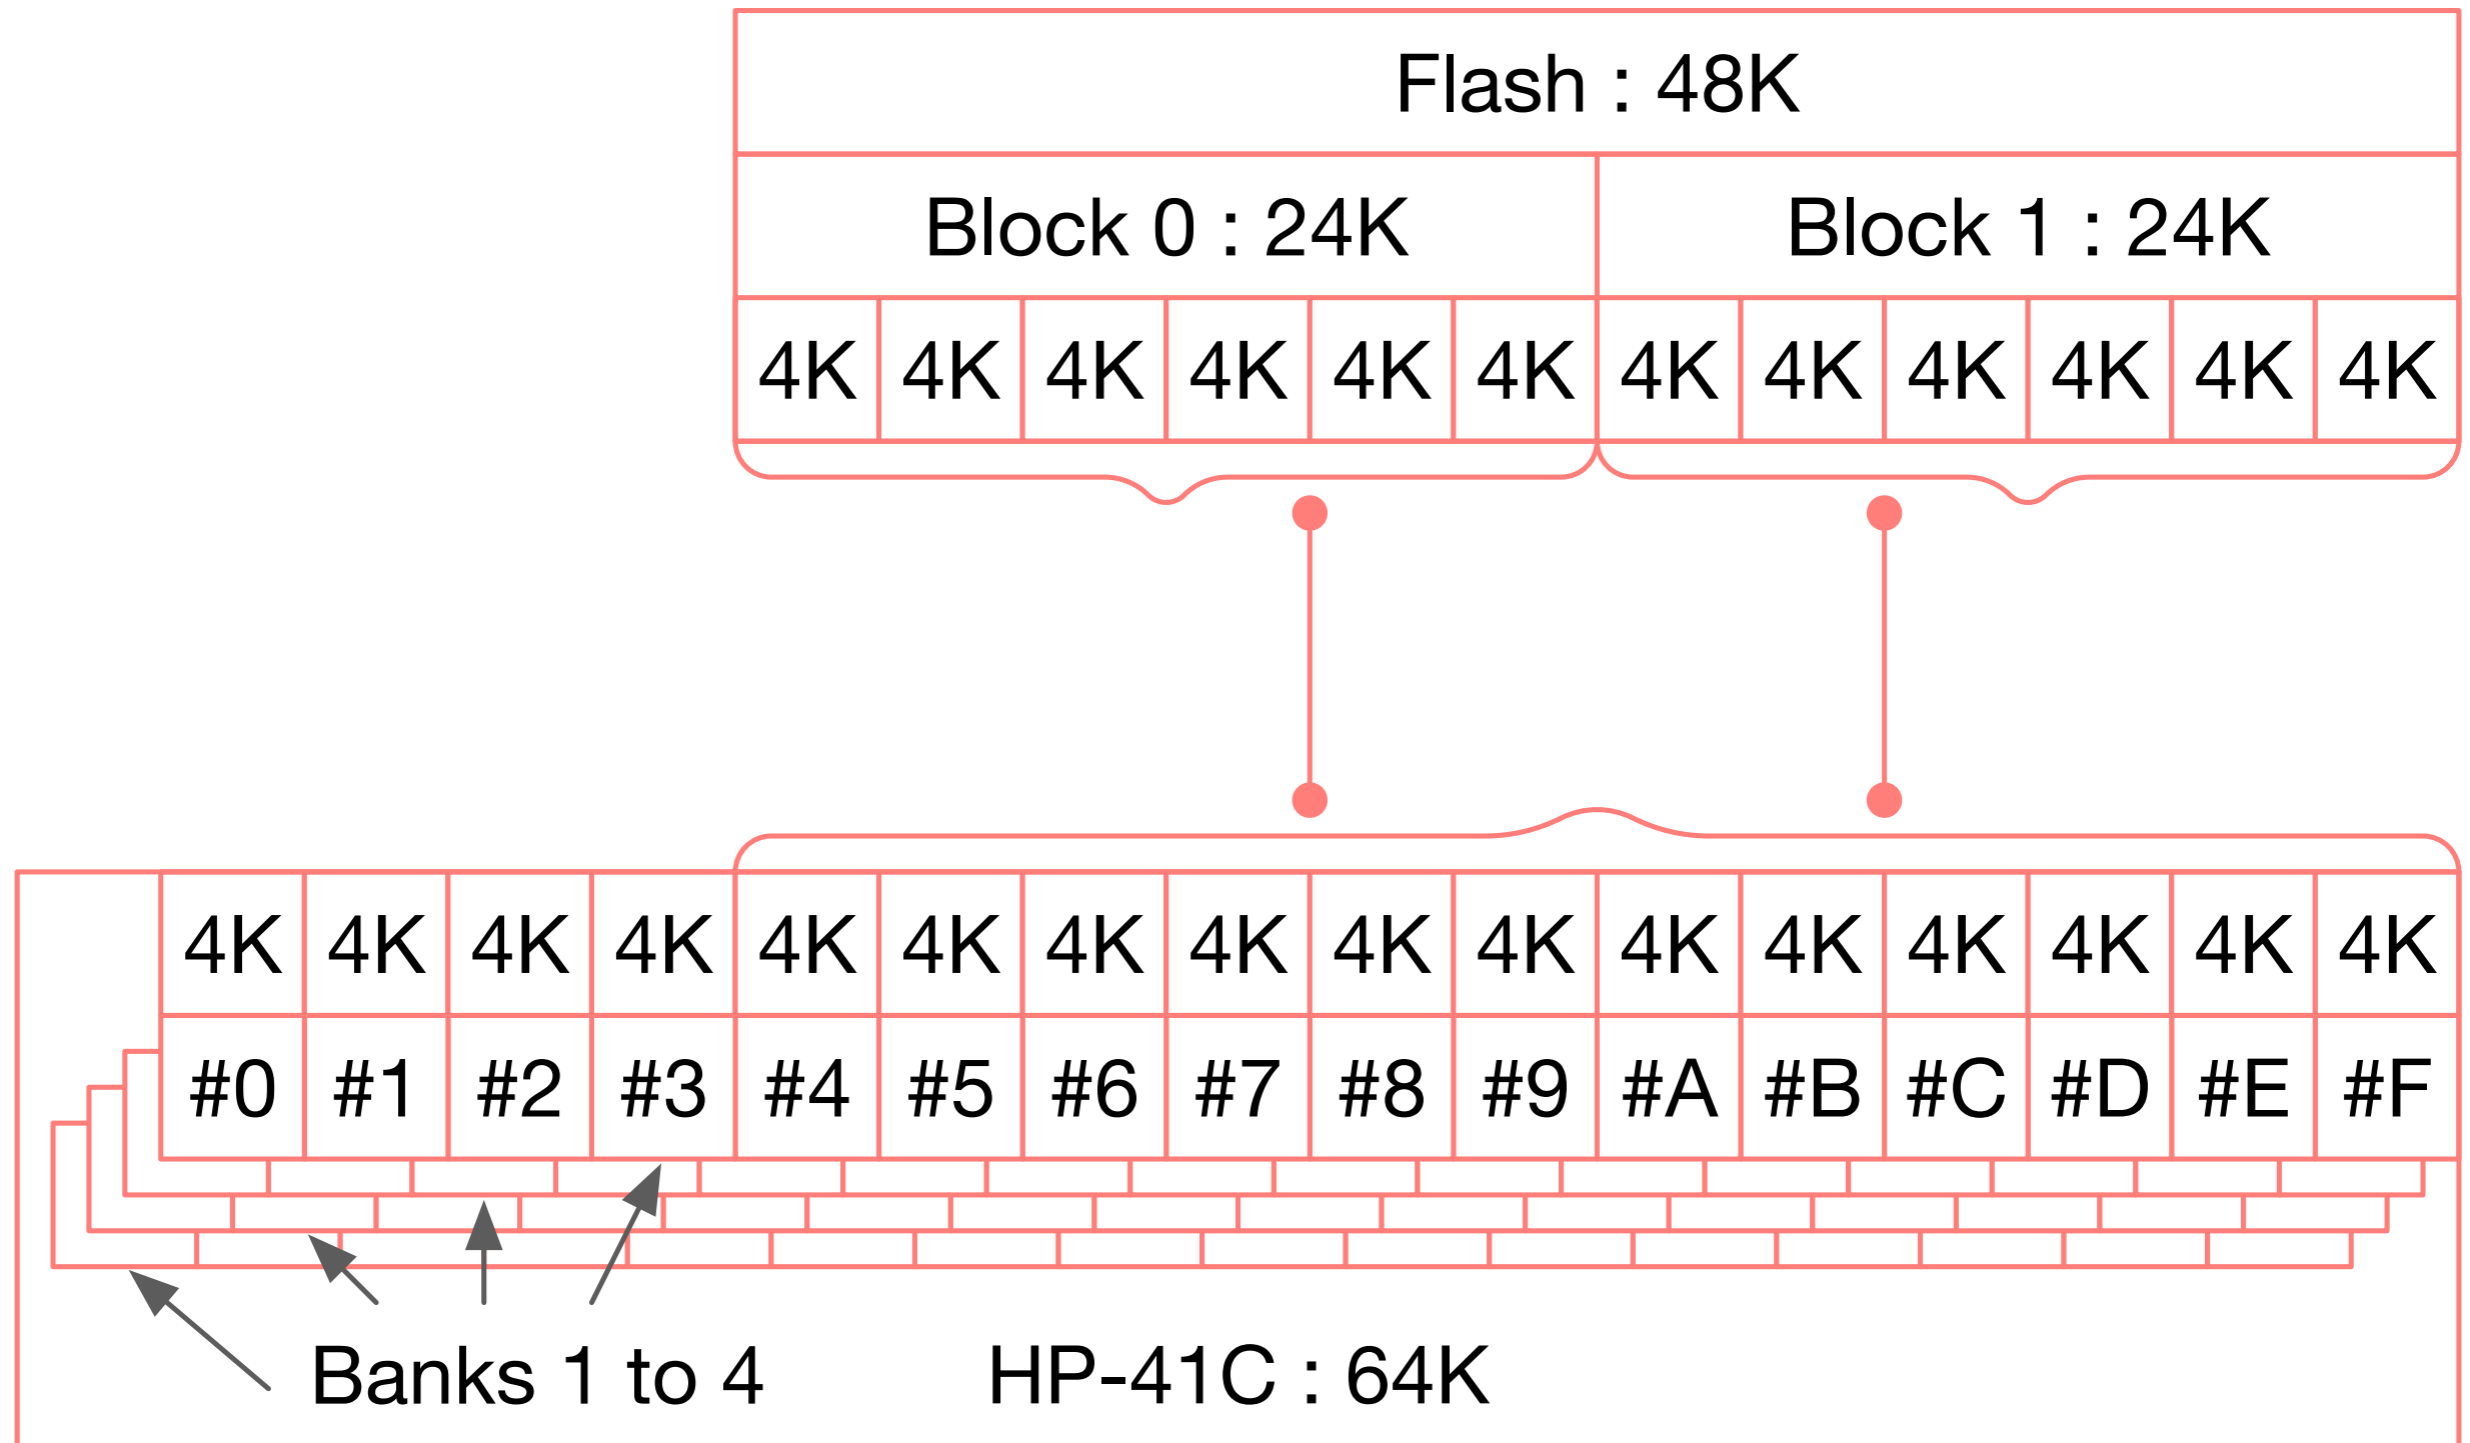 Flash : 48K
Block 0 : 24K Block 1 : 24K
4K 4K 4K 4K 4K 4K 4K 4K 4K 4K 4K 4K
4K 4K 4K 4K 4K 4K 4K 4K 4K 4K 4K 4K 4K 4K 4K 4K
#0 #1 #2 #3 #4 #5 #6 #7 #8 #9 #A #B #C #D #E #F
Banks 1 to 4 HP-41C : 64K